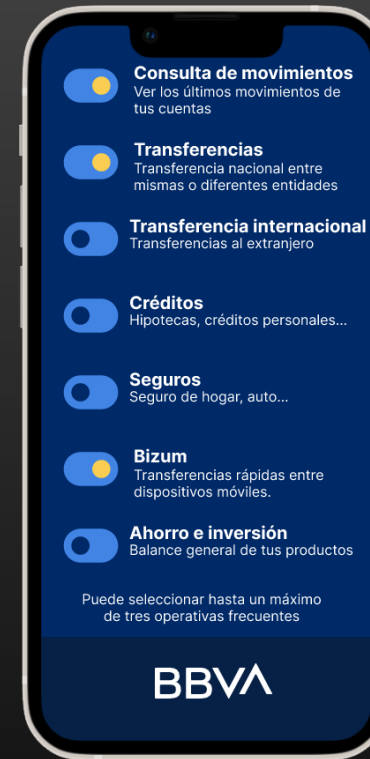 Consulta de movimientos
Ver los últimos movimientos de
tus cuentas
Transferencias
Transferencia nacional entre
mismas o diferentes entidades
Transferencia internacional
Transferencias al extranjero
Créditos
Hipotecas, créditos personales...
Seguros
Seguro de hogar, auto...
Bizum
Transferencias rápidas entre
dispositivos móviles.
Ahorro e inversión
Balance general de tus productos
Puede seleccionar hasta un máximo
de tres operativas frecuentes
BBVA